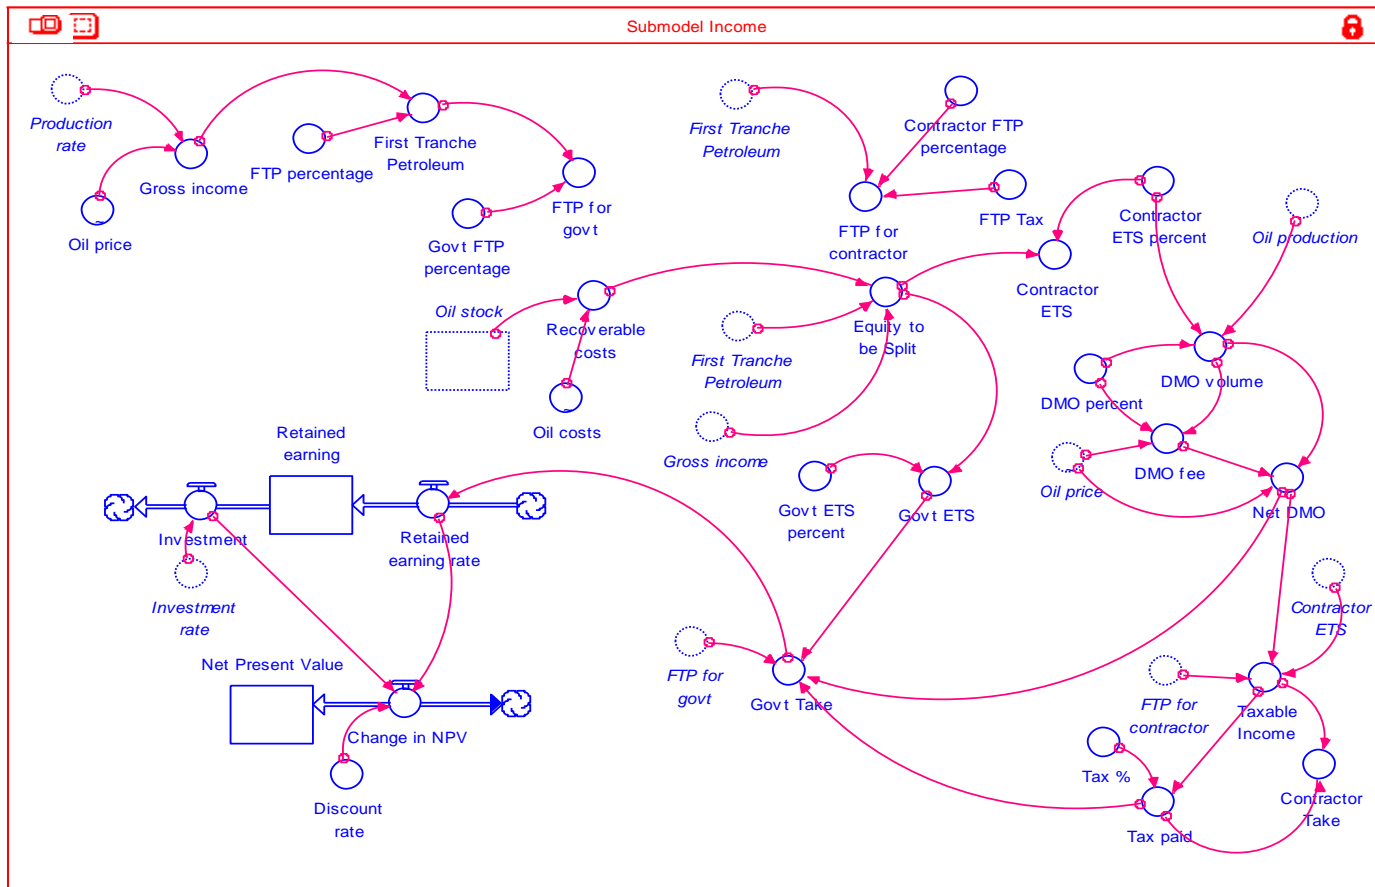 Submodel Income
Production
rate
Gross income
Oil price
FTP percentage
First Tranche
Petroleum
Govt FTP
percentage
FTP for
govt
First Tranche
Petroleum
Contractor FTP
percentage
FTP for
contractor
FTP Tax
Contractor
ETS percent
Oil production
Contractor
ETS
Oil stock
Recoverable
costs
Oil costs
First Tranche
Petroleum
Equity to
be Split
Gross income
DMO volume
DMO percent
DMO fee
Oil price
Net DMO
Retained
earning
Investment
Retained
earning rate
Investment
rate
Govt ETS
percent
Govt ETS
Contractor
ETS
Net Present Value
Change in NPV
Discount
rate
FTP for
govt
Govt Take
FTP for
contractor
Taxable
Income
Tax %
Tax paid
Contractor
Take